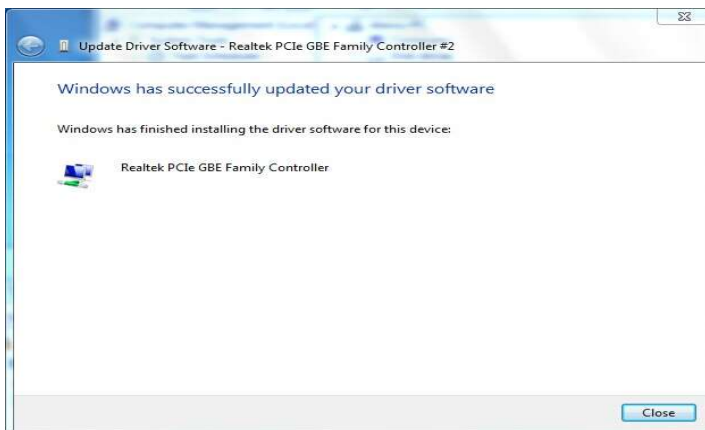 Update Driver Software - Realtek PCIe GBE Family Controller #2
Windows has successfully updated your driver software
Windows has finished installing the driver software for this device:
Realtek PCIe GBE Family Controller
Close